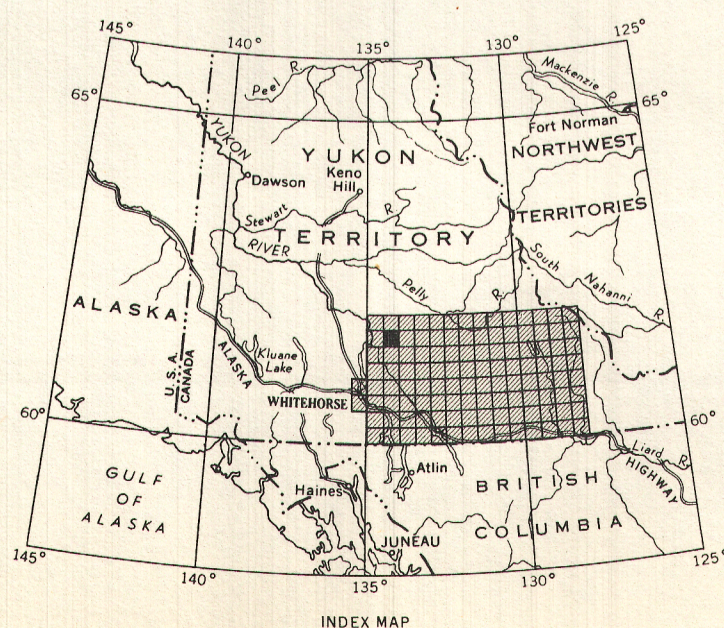 145°
140°
135°
130°
125°
65°
Peel R.
Mackenzie R.
65°
Fort Norman
YUKON
YUKON
NORTHWEST
Keno
Hill
Dawson
Stewart R.
TERRITORIES
TERRITORY
RIVER
South Nahanni R.
Pelly R.
ALASKA
Kluane
Lake
ALASKA
U.S.A.
CANADA
WHITEHORSE
60°
60°
Atlin
Liard R.
HIGHWAY
BRITISH
GULF
OF
ALASKA
Haines
COLUMBIA
JUNEAU
145°
140°
135°
130°
125°
INDEX MAP